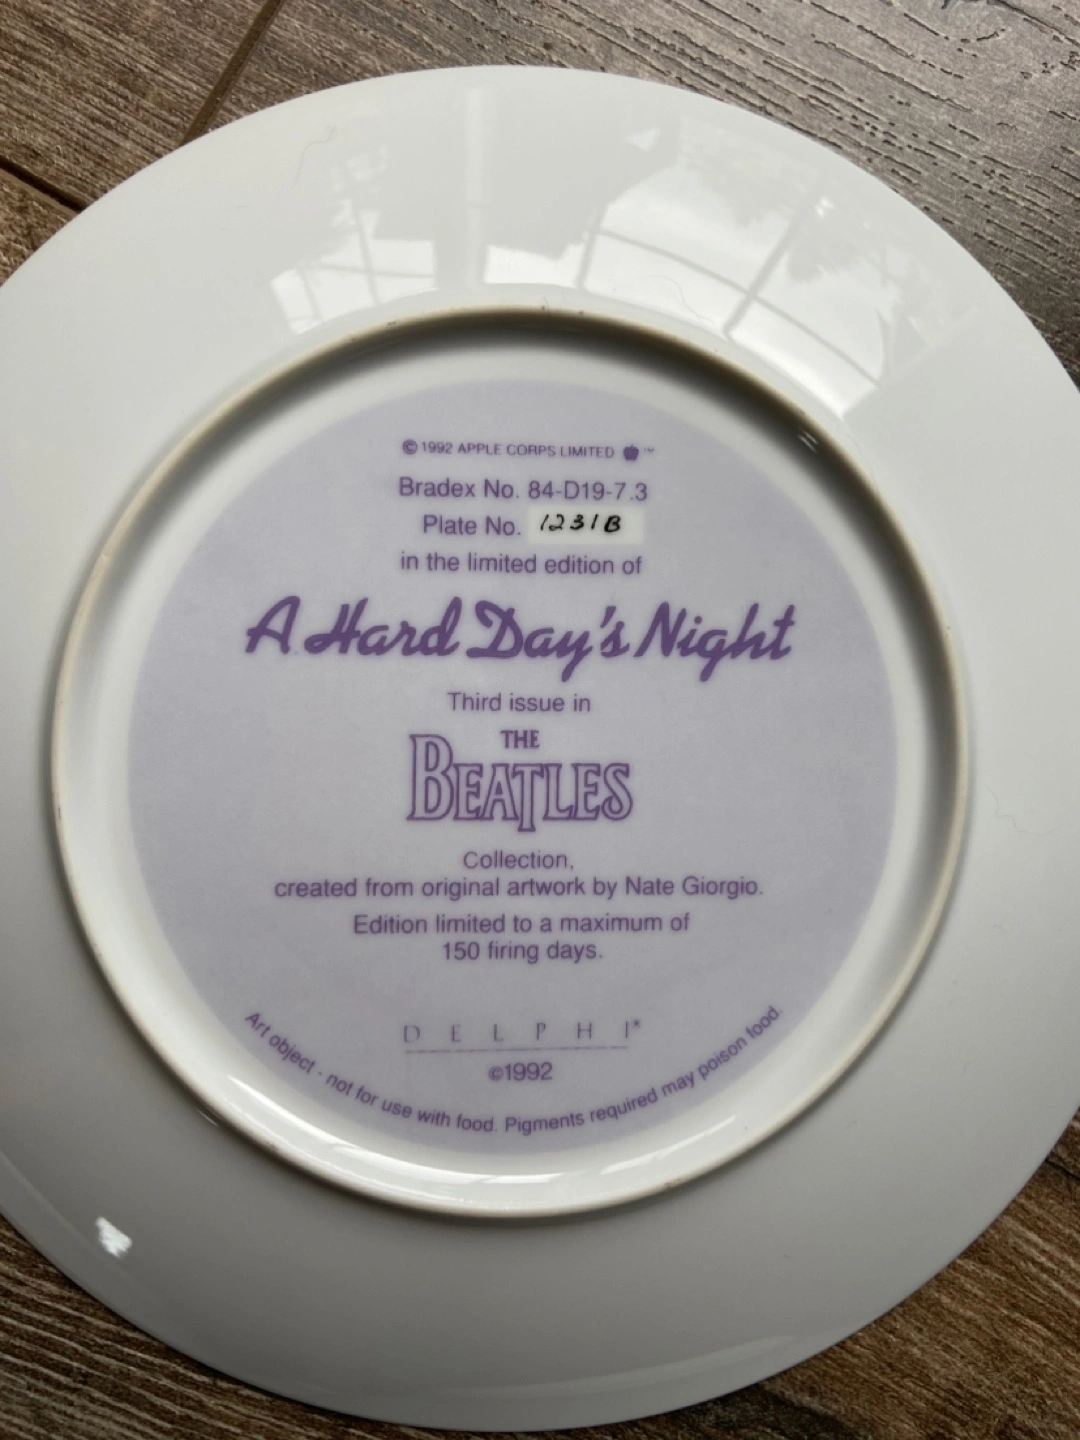 © 1992 APPLE CORPS LIMITED ™
Bradex No. 84-D19-7.3
Plate No. 1231B
in the limited edition of
A Hard Day's Night
Third issue in
THE
BEATLES
Collection,
created from original artwork by Nate Giorgio.
Edition limited to a maximum of
150 firing days.
DELPHI*
©1992
Art object - not for use with food. Pigments required may poison food.